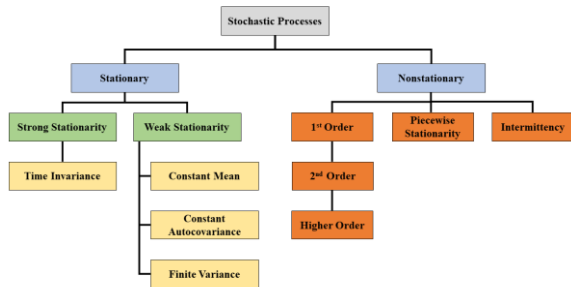 Stochastic Processes
Stationary
Nonstationary
Strong Stationarity
Weak Stationarity
1st Order
Piecewise
Stationarity
Intermittency
Time Invariance
Constant Mean
2nd Order
Constant
Autocovariance
Higher Order
Finite Variance